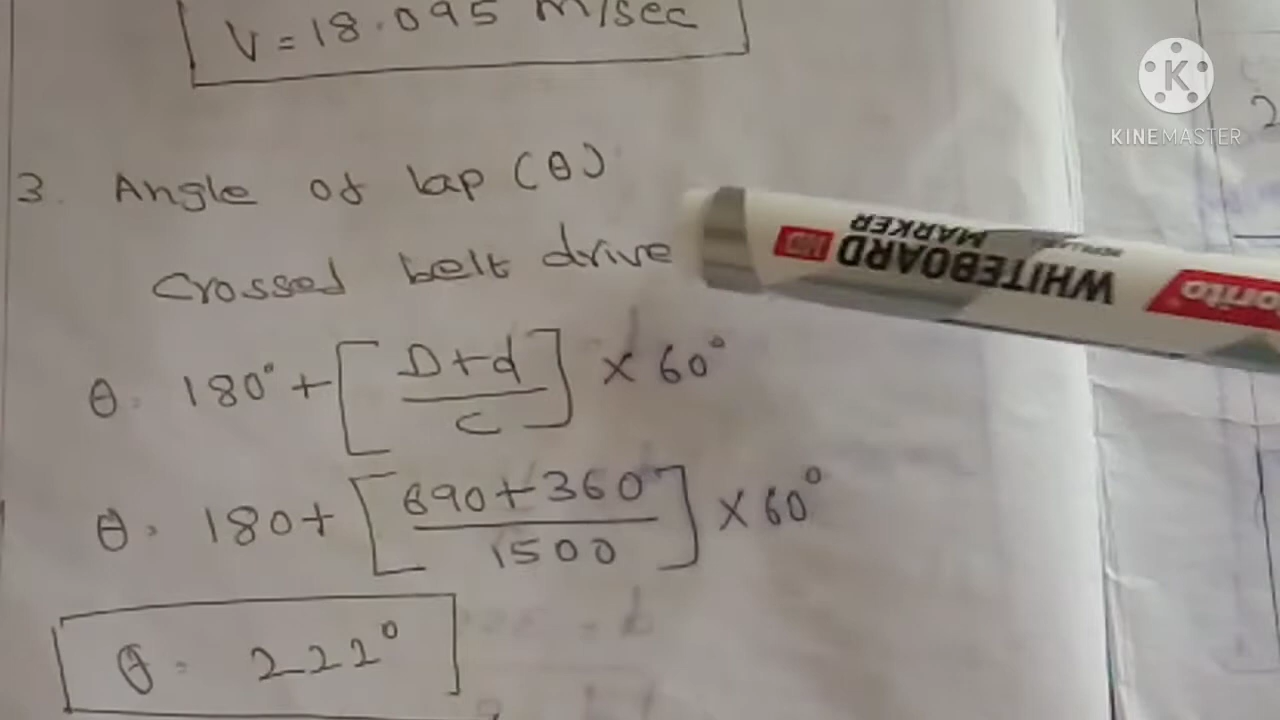 V = 18.095 m/sec
KINEMASTER
2
3. Angle of lap (θ)
crossed belt drive
θ = 180° + [D+d/C] × 60°
θ = 180 + [690+360/1500] × 60°
θ = 222°
WHITEBOARD
MARKER